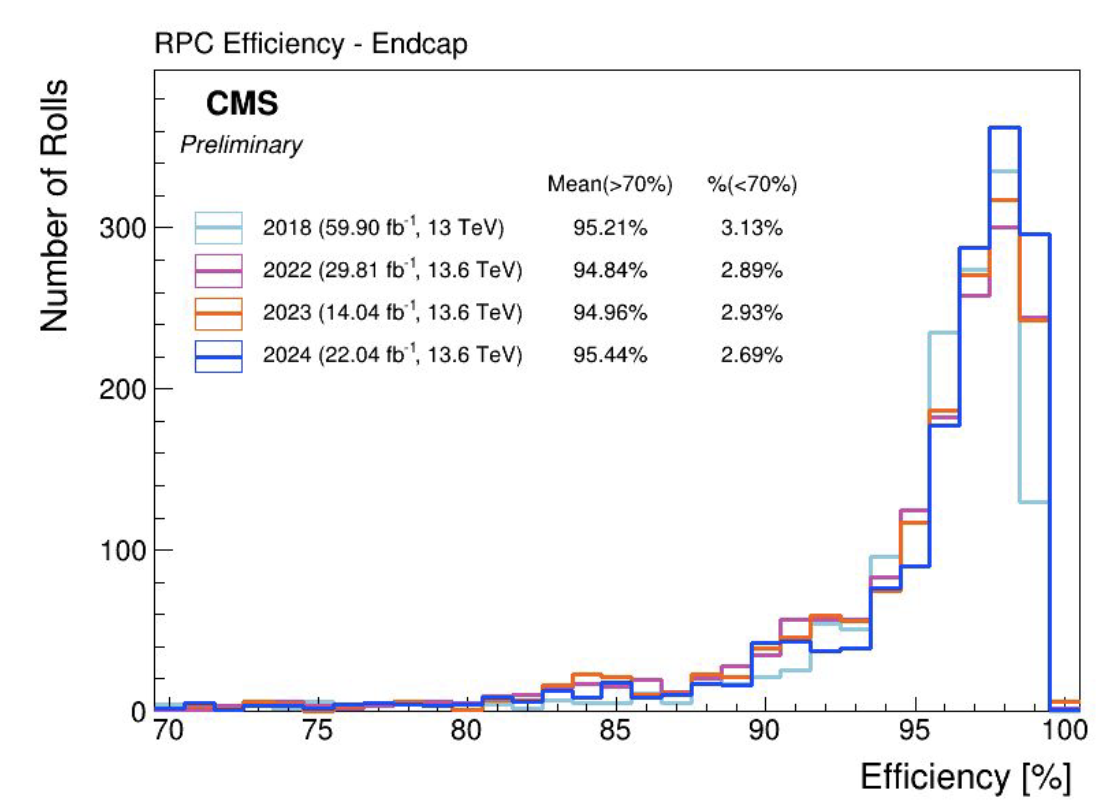 RPC Efficiency - Endcap
CMS
Preliminary
Mean(>70%) %(<70%)
2018 (59.90 fb⁻¹, 13 TeV) 95.21% 3.13%
2022 (29.81 fb⁻¹, 13.6 TeV) 94.84% 2.89%
2023 (14.04 fb⁻¹, 13.6 TeV) 94.96% 2.93%
2024 (22.04 fb⁻¹, 13.6 TeV) 95.44% 2.69%
Number of Rolls
300
200
100
0
70 75 80 85 90 95 100
Efficiency [%]